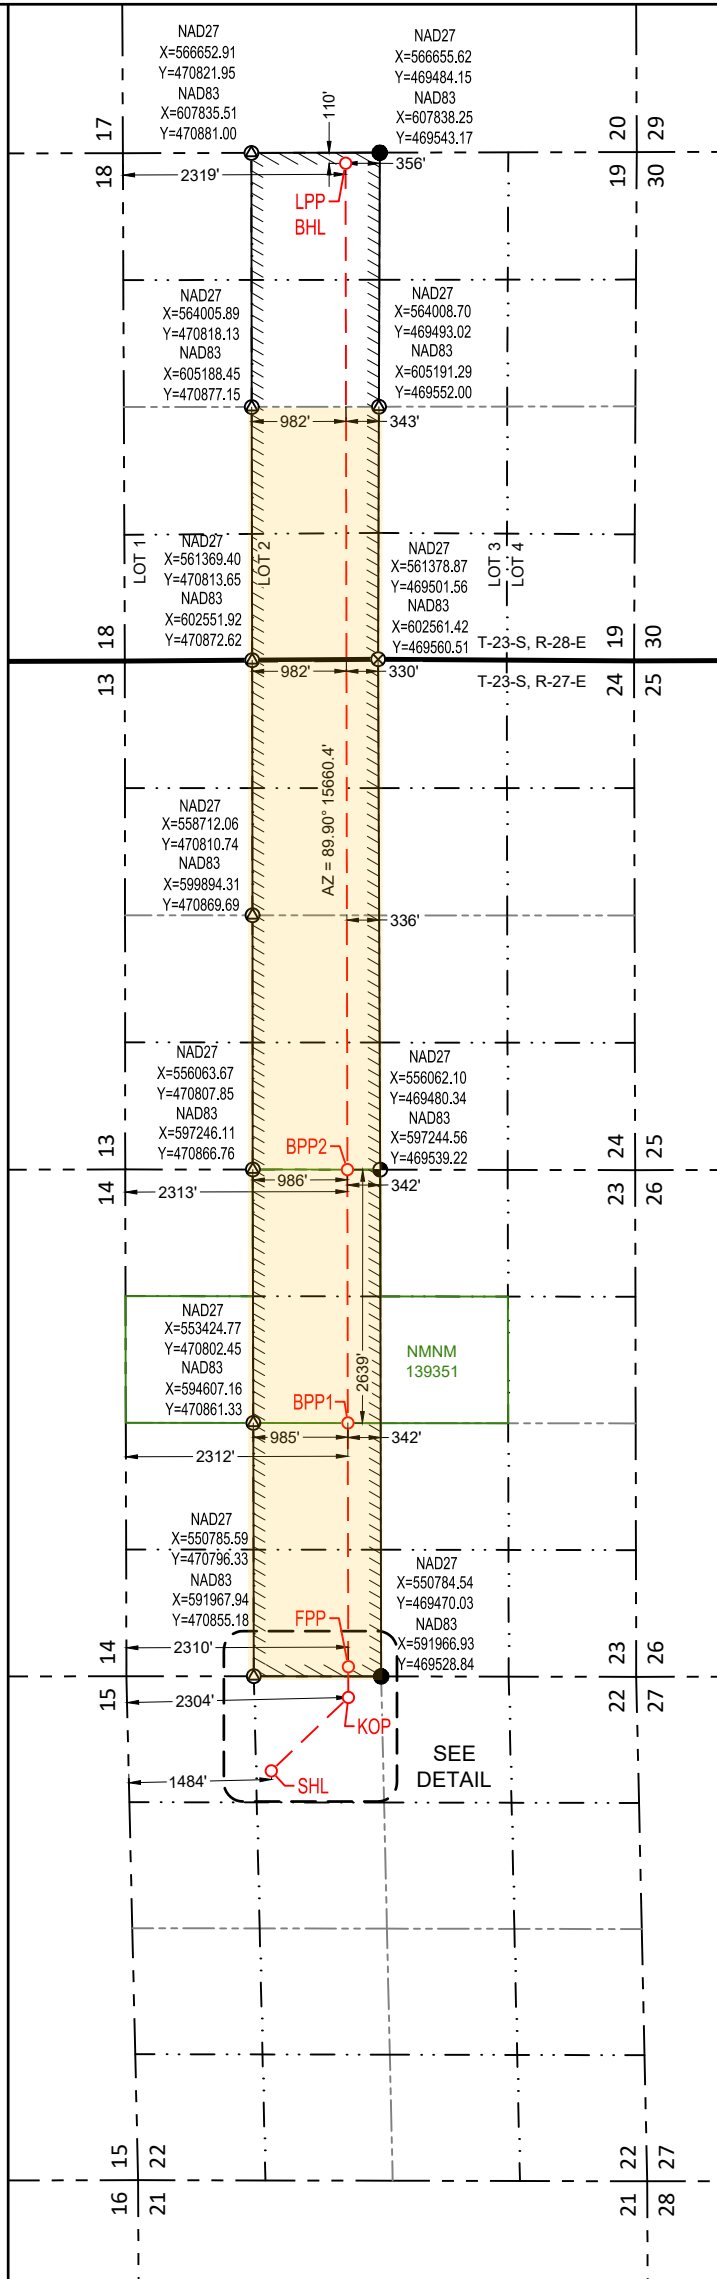 NAD27
X=566652.91
Y=470821.95
NAD83
X=607835.51
Y=470881.00
NAD27
X=566655.62
Y=469484.15
NAD83
X=607838.25
Y=469543.17
110'
17
18
20
29
19
30
2319'
356'
LPP
BHL
NAD27
X=564005.89
Y=470818.13
NAD83
X=605188.45
Y=470877.15
NAD27
X=564008.70
Y=469493.02
NAD83
X=605191.29
Y=469552.00
982'
343'
LOT 1
LOT 2
LOT 3
LOT 4
NAD27
X=561369.40
Y=470813.65
NAD83
X=602551.92
Y=470872.62
NAD27
X=561378.87
Y=469501.56
NAD83
X=602561.42
Y=469560.51
18
13
19
30
24
25
T-23-S, R-28-E
T-23-S, R-27-E
982'
330'
AZ = 89.90° 15660.4'
NAD27
X=558712.06
Y=470810.74
NAD83
X=599894.31
Y=470869.69
336'
NAD27
X=556063.67
Y=470807.85
NAD83
X=597246.11
Y=470866.76
NAD27
X=556062.10
Y=469480.34
NAD83
X=597244.56
Y=469539.22
BPP2
13
14
24
25
23
26
986'
342'
2313'
NAD27
X=553424.77
Y=470802.45
NAD83
X=594607.16
Y=470861.33
2639'
NMNM
139351
BPP1
985'
342'
2312'
NAD27
X=550785.59
Y=470796.33
NAD83
X=591967.94
Y=470855.18
NAD27
X=550784.54
Y=469470.03
NAD83
X=591966.93
Y=469528.84
FPP
2310'
14
15
23
26
22
27
2304'
KOP
SEE
DETAIL
1484'
SHL
15
22
16
21
22
27
21
28